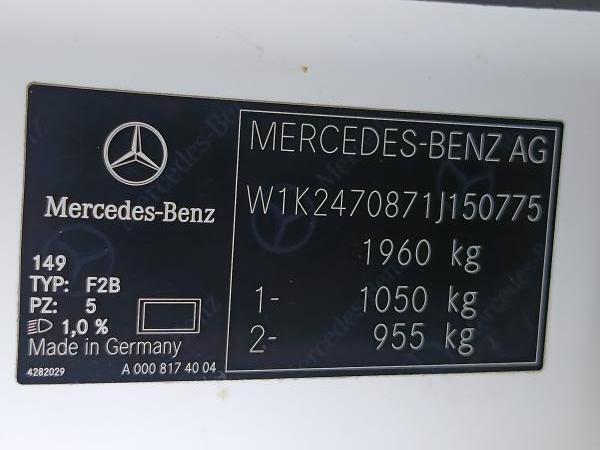 Mercedes-Benz
149
TYP: F2B
PZ: 5
1,0 %
Made in Germany
4282029 A 000 817 40 04
MERCEDES-BENZ AG
W1K2470871J150775
1960 kg
1- 1050 kg
2- 955 kg